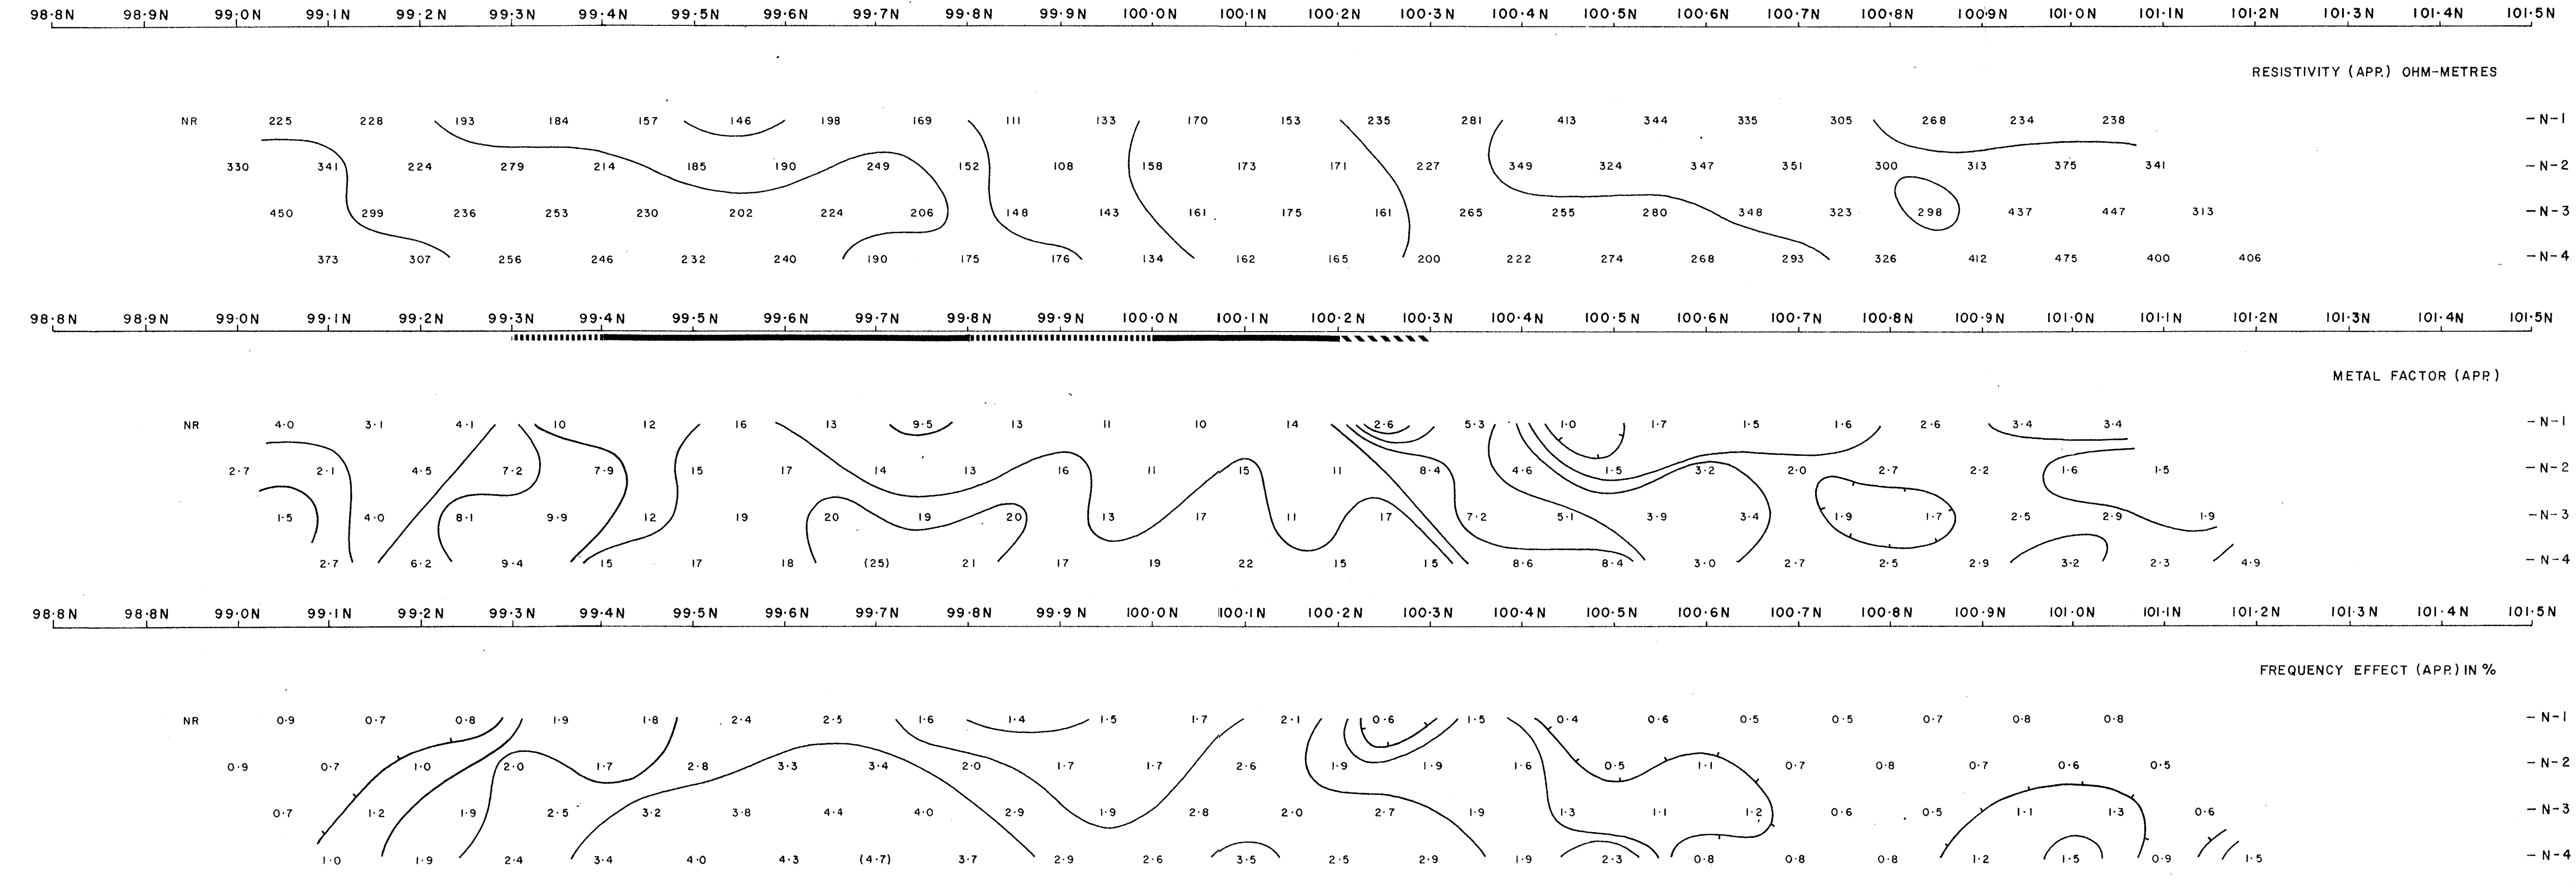 98.8N 98.9N 99.0N 99.1N 99.2N 99.3N 99.4N 99.5N 99.6N 99.7N 99.8N 99.9N 100.0N 100.1N 100.2N 100.3N 100.4N 100.5N 100.6N 100.7N 100.8N 100.9N 101.0N 101.1N 101.2N 101.3N 101.4N 101.5N
RESISTIVITY (APP.) OHM-METRES
NR 225 228 193 184 157 146 198 169 111 133 170 153 235 281 413 344 335 305 268 234 238 - N-1
330 341 224 279 214 185 190 249 152 108 158 173 171 227 349 324 347 351 300 313 375 341 - N-2
450 299 236 253 230 202 224 206 148 143 161 175 161 265 255 280 348 323 298 437 447 313 - N-3
373 307 256 246 232 240 190 175 176 134 162 165 200 222 274 268 293 326 412 475 400 406 - N-4
98.8N 98.9N 99.0N 99.1N 99.2N 99.3N 99.4N 99.5N 99.6N 99.7N 99.8N 99.9N 100.0N 100.1N 100.2N 100.3N 100.4N 100.5N 100.6N 100.7N 100.8N 100.9N 101.0N 101.1N 101.2N 101.3N 101.4N 101.5N
METAL FACTOR (APP.)
NR 4.0 3.1 4.1 10 12 16 13 9.5 13 11 10 14 2.6 5.3 1.0 1.7 1.5 1.6 2.6 3.4 3.4 - N-1
2.7 2.1 4.5 7.2 7.9 15 17 14 13 16 11 15 11 8.4 4.6 1.5 3.2 2.0 2.7 2.2 1.6 1.5 - N-2
1.5 4.0 8.1 9.9 12 19 20 19 20 13 17 11 17 7.2 5.1 3.9 3.4 1.9 1.7 2.5 2.9 1.9 - N-3
2.7 6.2 9.4 15 17 18 (25) 21 17 19 22 15 15 8.6 8.4 3.0 2.7 2.5 2.9 3.2 2.3 4.9 - N-4
98.8N 98.8N 99.0N 99.1N 99.2N 99.3N 99.4N 99.5N 99.6N 99.7N 99.8N 99.9N 100.0N 100.1N 100.2N 100.3N 100.4N 100.5N 100.6N 100.7N 100.8N 100.9N 101.0N 101.1N 101.2N 101.3N 101.4N 101.5N
FREQUENCY EFFECT (APP.) IN %
NR 0.9 0.7 0.8 1.9 1.8 2.4 2.5 1.6 1.4 1.5 1.7 2.1 0.6 1.5 0.4 0.6 0.5 0.5 0.7 0.8 0.8 - N-1
0.9 0.7 1.0 2.0 1.7 2.8 3.3 3.4 2.0 1.7 1.7 2.6 1.9 1.9 1.6 0.5 1.1 0.7 0.8 0.7 0.6 0.5 - N-2
0.7 1.2 1.9 2.5 3.2 3.8 4.4 4.0 2.9 1.9 2.8 2.0 2.7 1.9 1.3 1.1 1.2 0.6 0.5 1.1 1.3 0.6 - N-3
1.0 1.9 2.4 3.4 4.0 4.3 (4.7) 3.7 2.9 2.6 3.5 2.5 2.9 1.9 2.3 0.8 0.8 0.8 1.2 1.5 0.9 1.5 - N-4